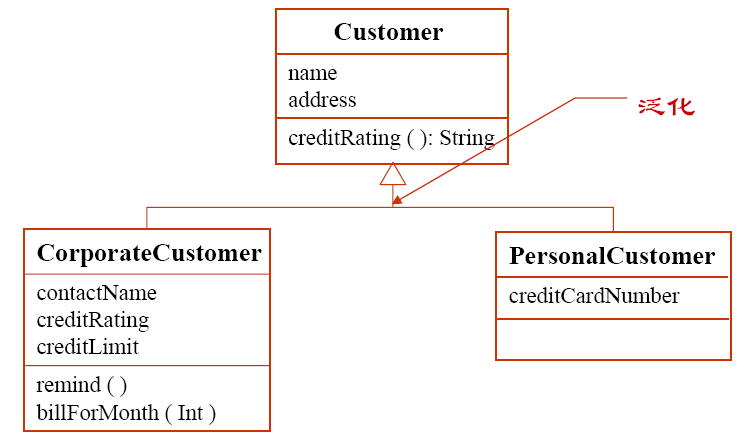 Customer
name
address
creditRating ( ): String
泛化
CorporateCustomer
contactName
creditRating
creditLimit
remind ( )
billForMonth ( Int )
PersonalCustomer
creditCardNumber